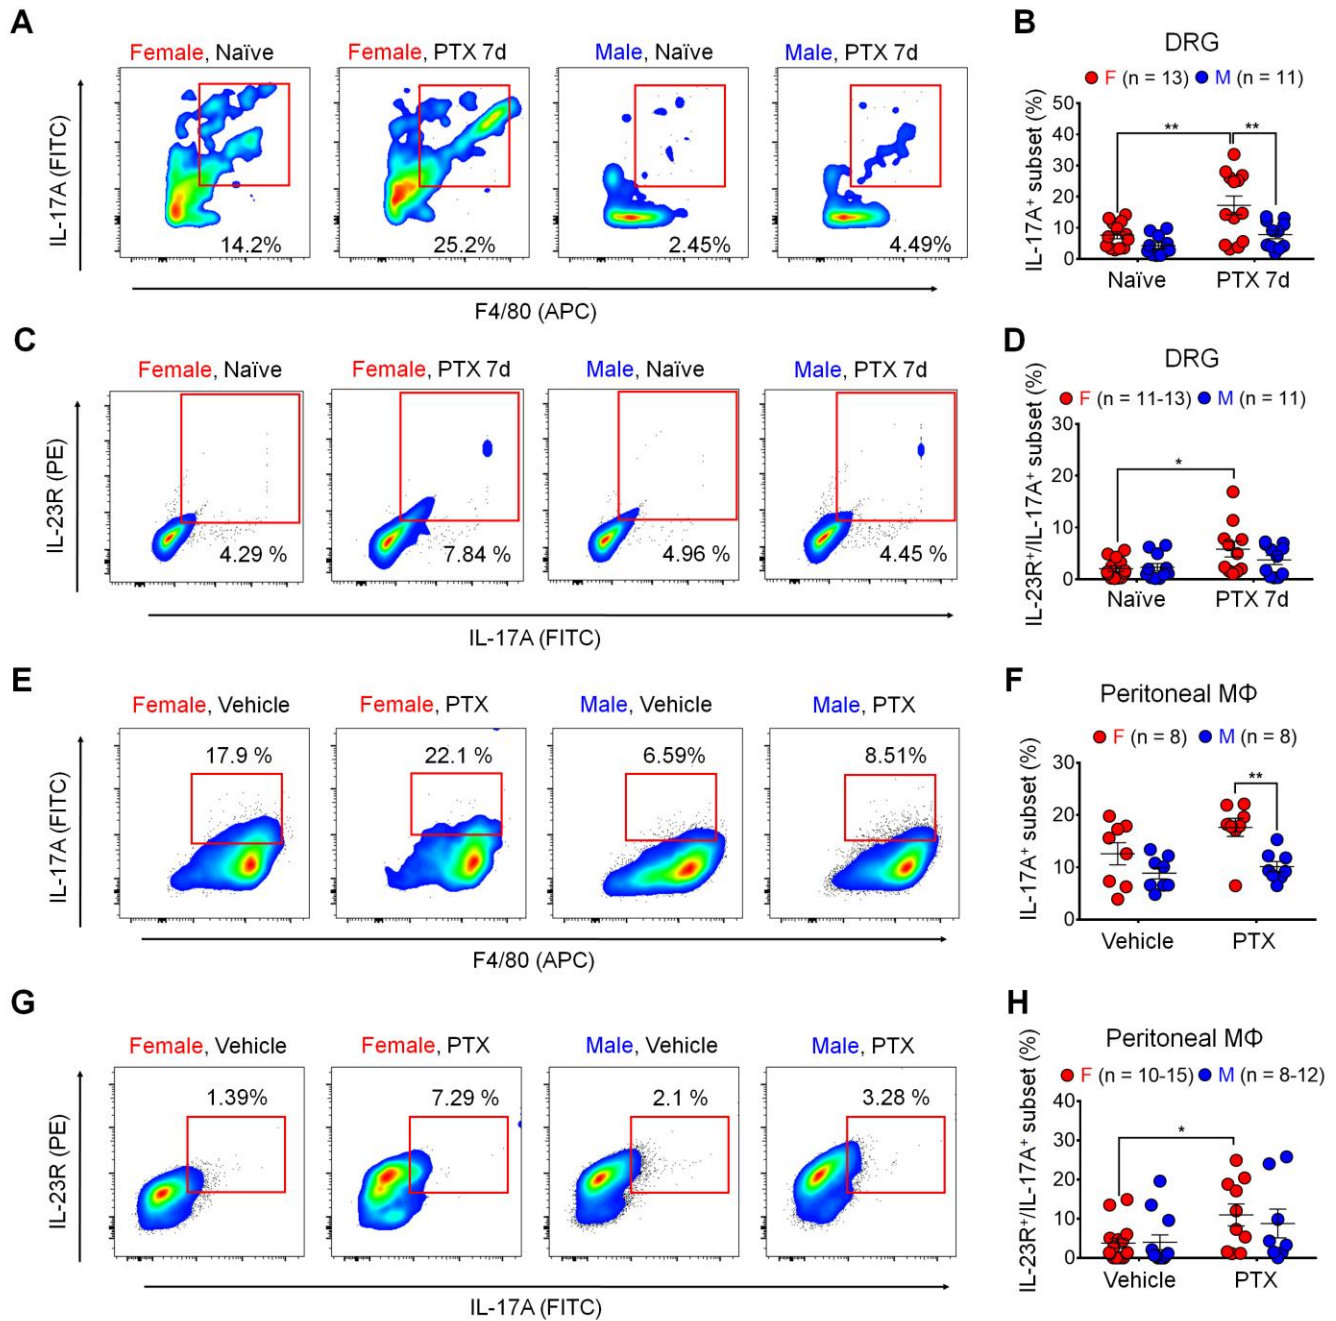 A
Female, Naïve
Female, PTX 7d
Male, Naïve
Male, PTX 7d
IL-17A (FITC)
14.2%
25.2%
2.45%
4.49%
F4/80 (APC)
B
DRG
F (n = 13) M (n = 11)
IL-17A⁺ subset (%)
50
40
30
20
10
0
** **
Naïve PTX 7d
C
Female, Naïve
Female, PTX 7d
Male, Naïve
Male, PTX 7d
IL-23R (PE)
4.29 %
7.84 %
4.96 %
4.45 %
IL-17A (FITC)
D
DRG
F (n = 11-13) M (n = 11)
IL-23R⁺/IL-17A⁺ subset (%)
30
20
10
0
*
Naïve PTX 7d
E
Female, Vehicle
Female, PTX
Male, Vehicle
Male, PTX
IL-17A (FITC)
17.9 %
22.1 %
6.59%
8.51%
F4/80 (APC)
F
Peritoneal MΦ
F (n = 8) M (n = 8)
IL-17A⁺ subset (%)
30
20
10
0
**
Vehicle PTX
G
Female, Vehicle
Female, PTX
Male, Vehicle
Male, PTX
IL-23R (PE)
1.39%
7.29 %
2.1 %
3.28 %
IL-17A (FITC)
H
Peritoneal MΦ
F (n = 10-15) M (n = 8-12)
IL-23R⁺/IL-17A⁺ subset (%)
40
30
20
10
0
*
Vehicle PTX